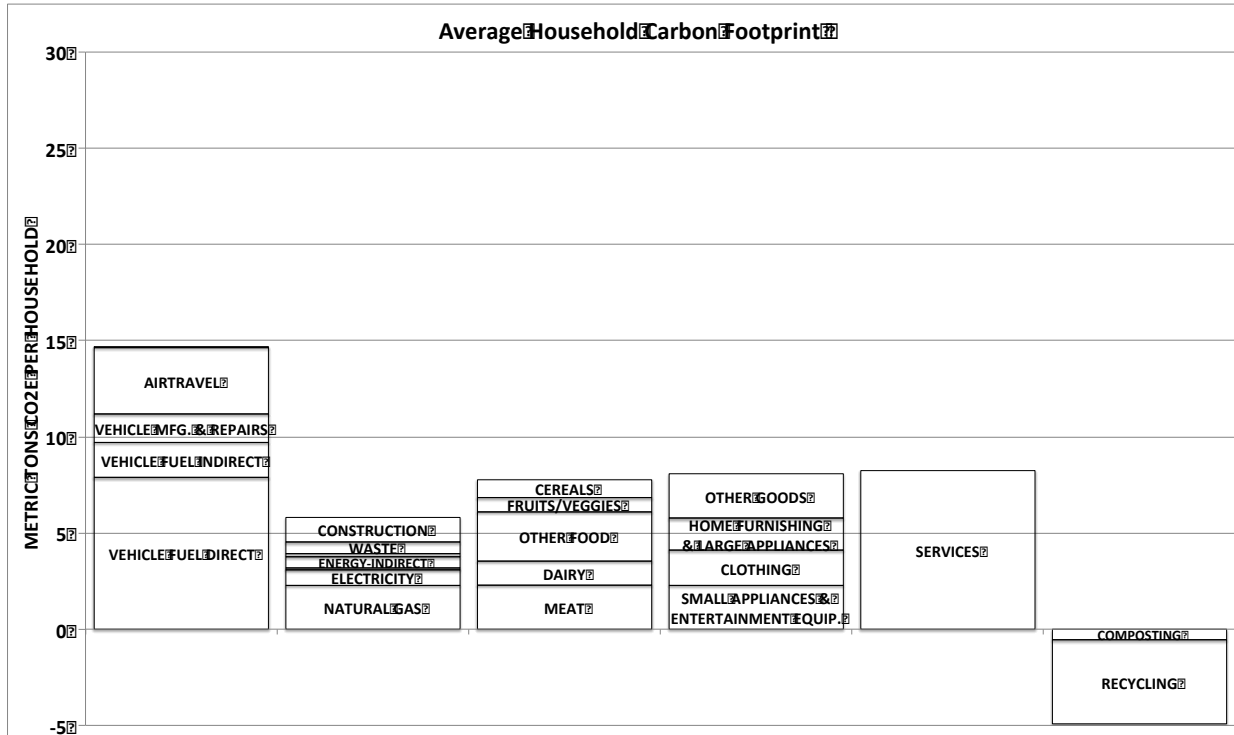 Average Household Carbon Footprint
METRIC TONS CO2E PER HOUSEHOLD
30
25
20
15
10
5
0
-5
AIRTRAVEL
VEHICLE MFG. & REPAIRS
VEHICLE FUEL INDIRECT
VEHICLE FUEL DIRECT
CONSTRUCTION
WASTE
ENERGY-INDIRECT
ELECTRICITY
NATURAL GAS
CEREALS
FRUITS/VEGGIES
OTHER FOOD
DAIRY
MEAT
OTHER GOODS
HOME FURNISHING
& LARGE APPLIANCES
CLOTHING
SMALL APPLIANCES &
ENTERTAINMENT EQUIP.
SERVICES
COMPOSTING
RECYCLING